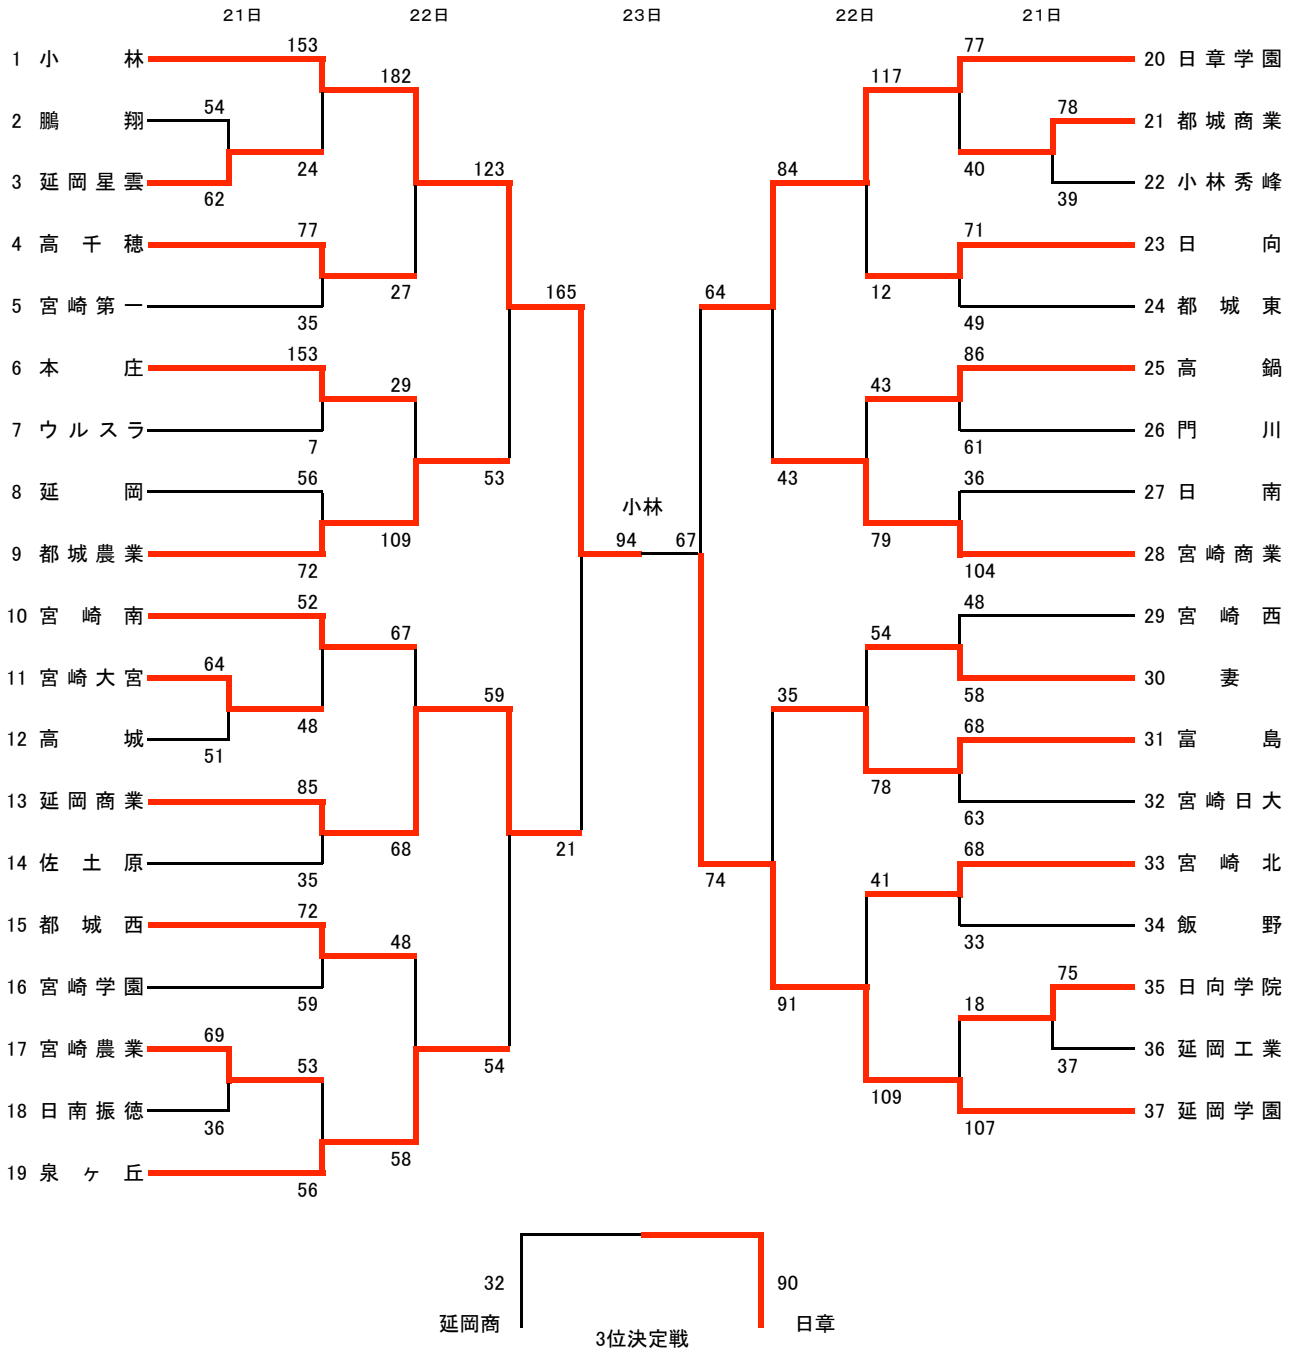 21日 22日 23日 22日 21日
153 77
1 小林 20 日章学園
182 117
54 78
2 鵬翔 21 都城商業
24 123 84 40
3 延岡星雲 22 小林秀峰
62 39
77 71
4 高千穂 23 日向
27 165 64 12
5 宮崎第一 24 都城東
35 49
153 86
6 本庄 25 高鍋
29 43
7 ウルスラ 26 門川
7 61
56 53 43 36
8 延岡 27 日南
小林
109 94 67 79
9 都城農業 28 宮崎商業
72 104
52 48
10 宮崎南 29 宮崎西
67 54
64
11 宮崎大宮 30 妻
59 35 58
48 68
12 高城 31 富島
51
85 78
13 延岡商業 32 宮崎日大
63
68 21 68
14 佐土原 33 宮崎北
35 74 41
72
15 都城西 34 飯野
48 33
75
16 宮崎学園 35 日向学院
59 91 18
69
17 宮崎農業 36 延岡工業
53 54 37
109
18 日南振徳 37 延岡学園
36 107
58
19 泉ヶ丘
56
32 90
延岡商 日章
3位決定戦